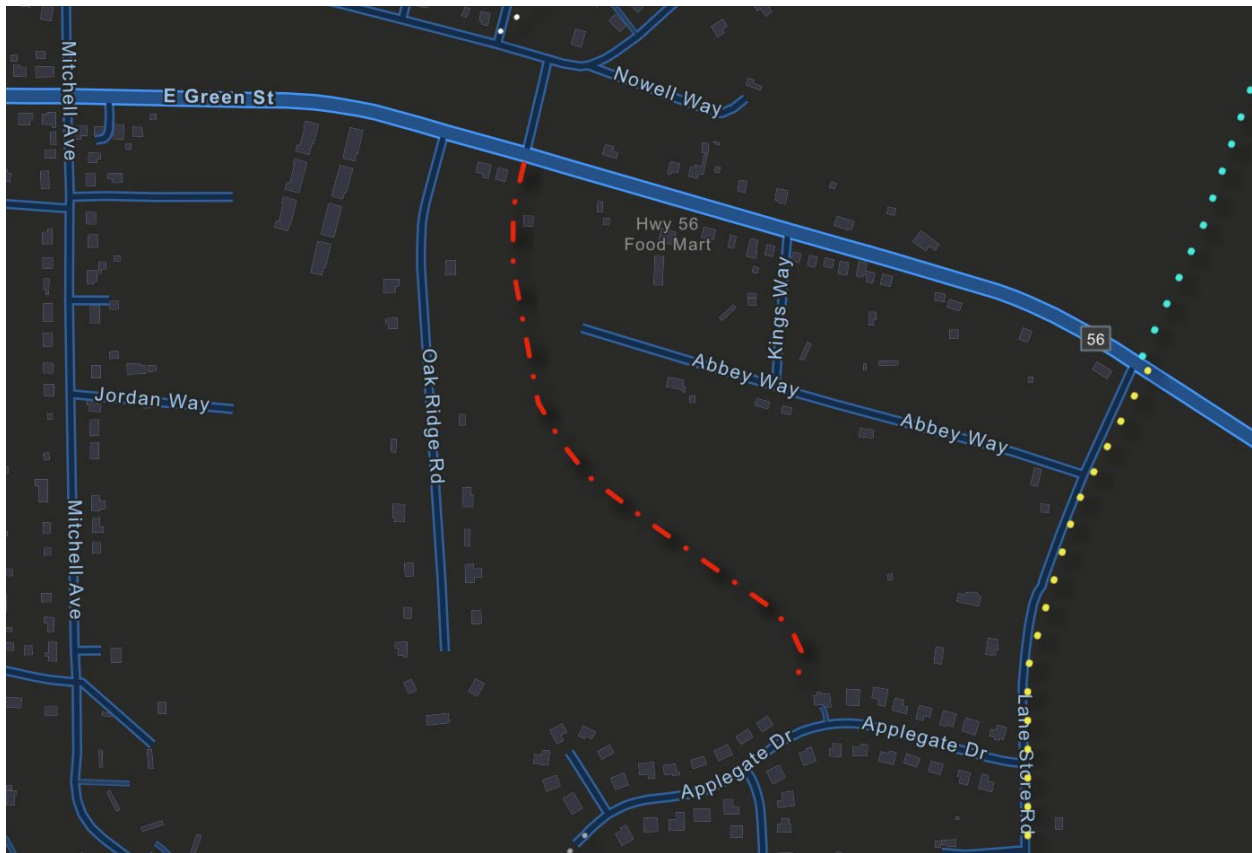 Mitchell Ave
E Green St
Nowell Way
Hwy 56
Food Mart
Kings Way
56
Oak Ridge Rd
Abbey Way
Abbey Way
Jordan Way
Mitchell Ave
Lane Store Rd
Applegate Dr
Applegate Dr